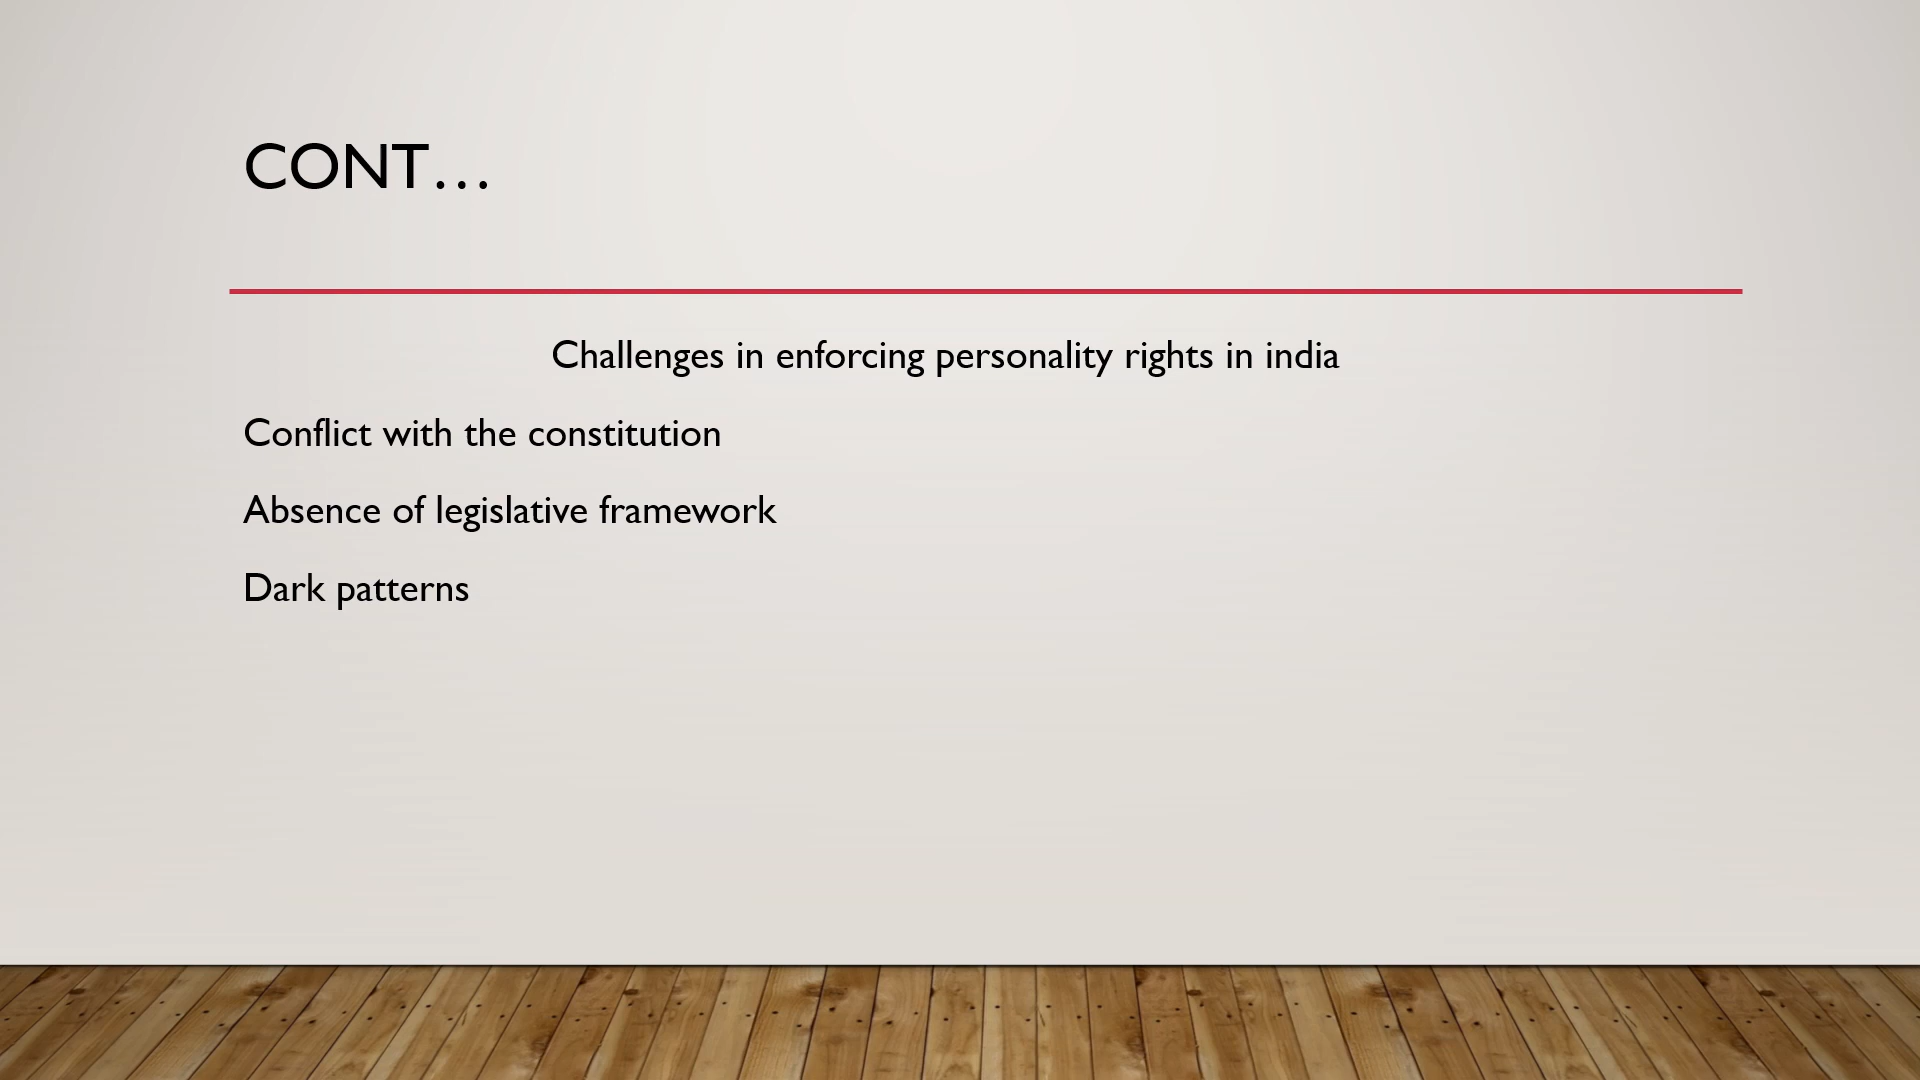 CONT…
Challenges in enforcing personality rights in india
Conflict with the constitution
Absence of legislative framework
Dark patterns